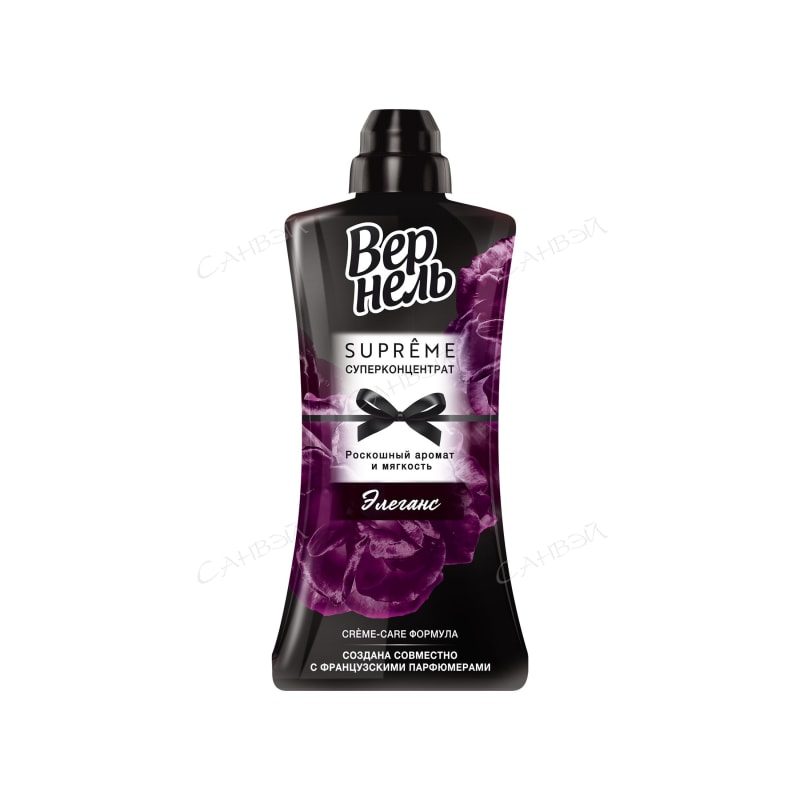 Вер
нель
SUPRÊME
СУПЕРКОНЦЕНТРАТ
Роскошный аромат
и мягкость
Элеганс
CRÈME-CARE ФОРМУЛА
СОЗДАНА СОВМЕСТНО
С ФРАНЦУЗСКИМИ ПАРФЮМЕРАМИ
САНВЭЙ
САНВЭЙ
САНВЭЙ
САНВЭЙ
САНВЭЙ